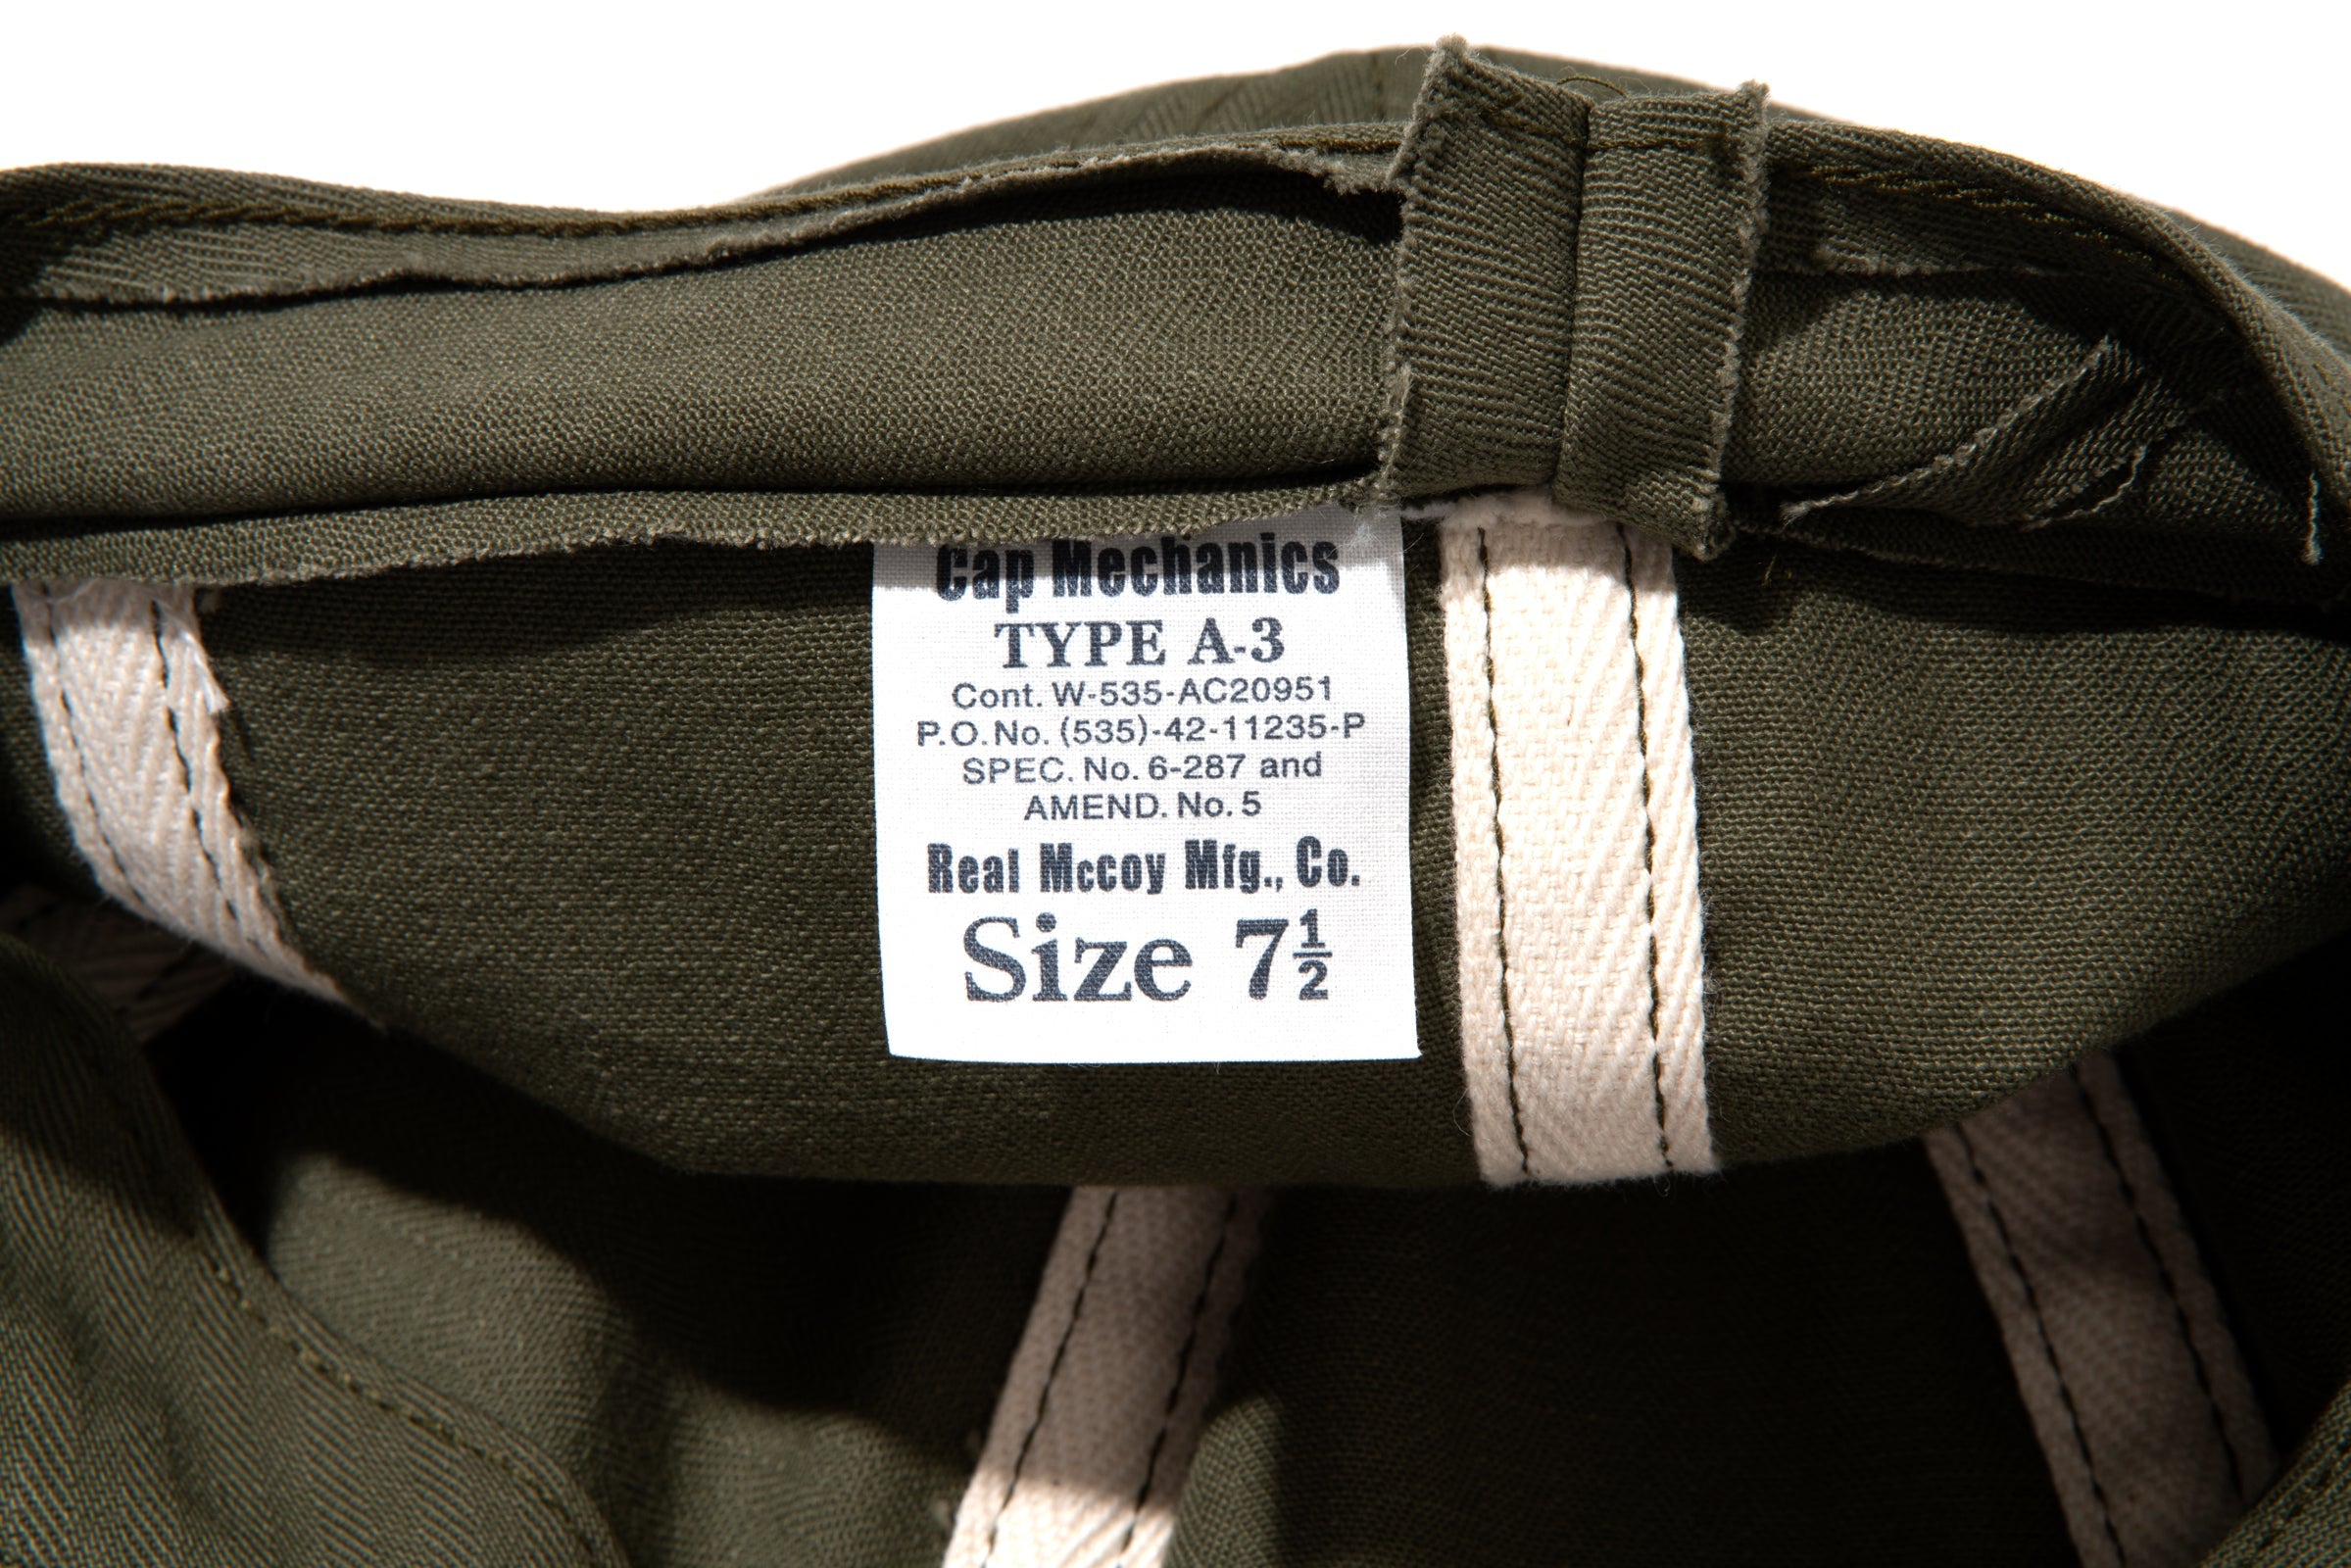 Cap Mechanics
TYPE A-3
Cont. W-535-AC20951
P.O.No. (535)-42-11235-P
SPEC. No. 6-287 and
AMEND. No. 5
Real Mccoy Mfg., Co.
Size 7½